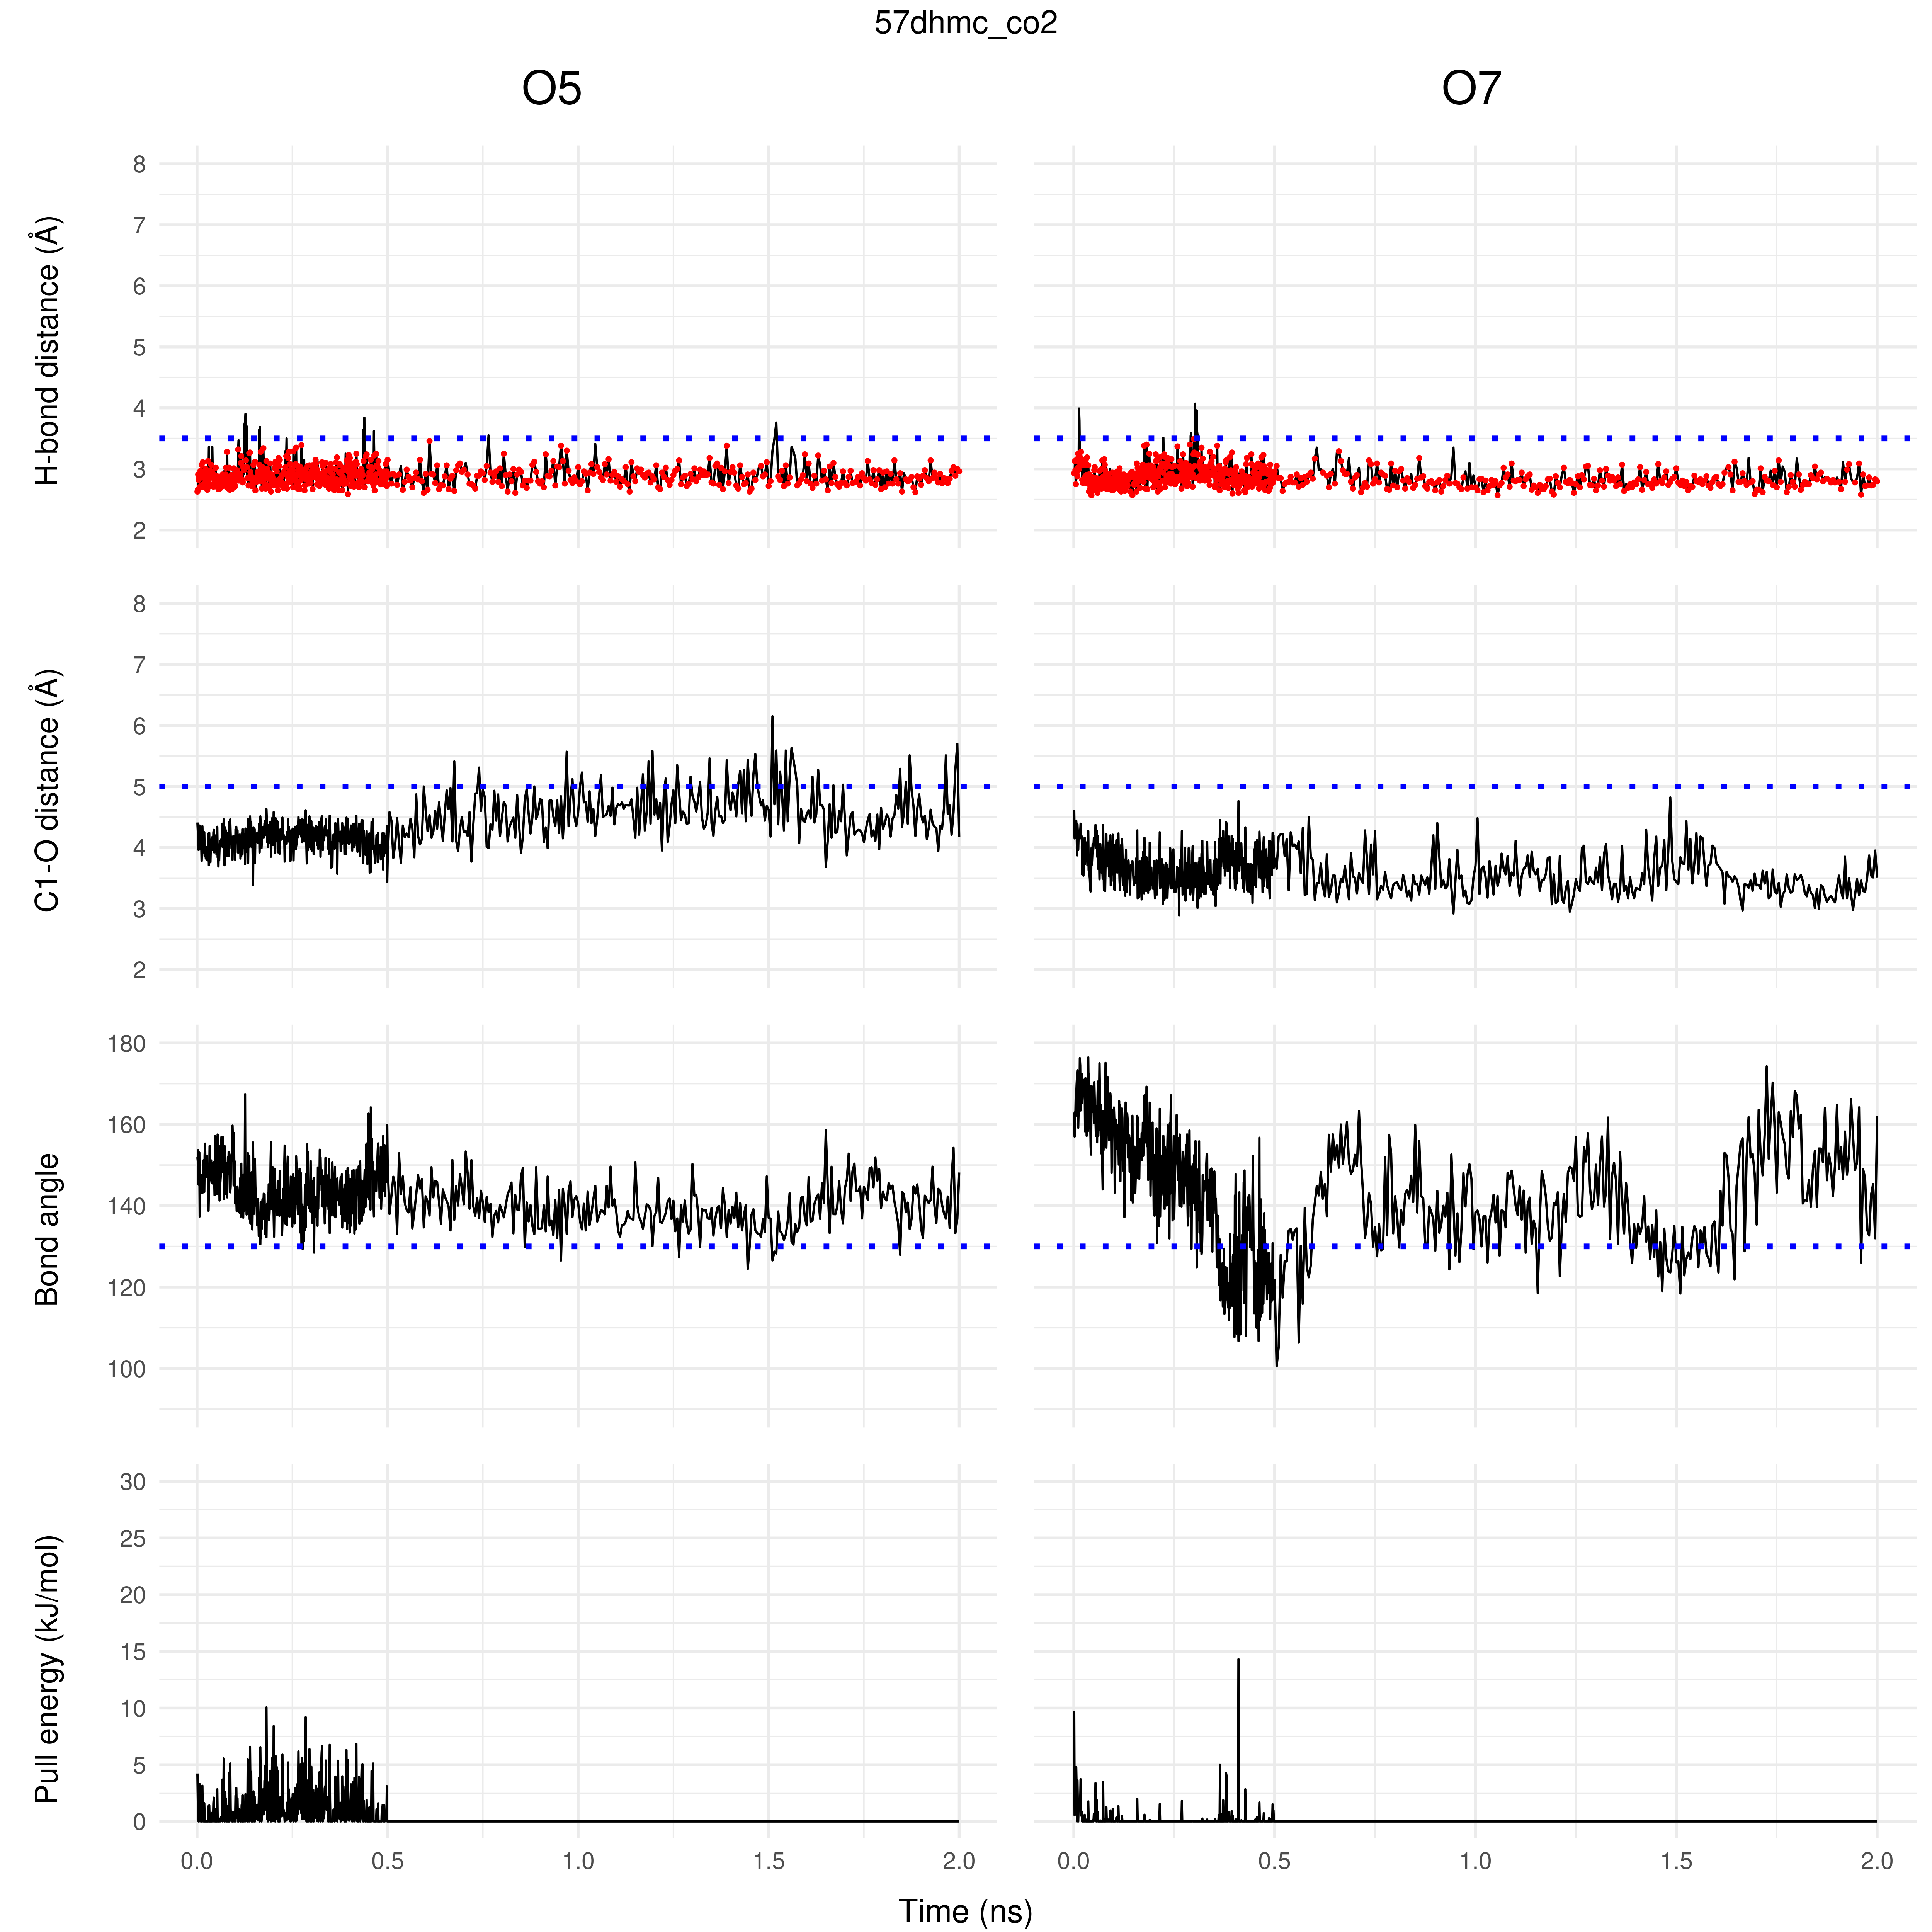 57dhmc_co2
O5
O7
H-bond distance (Å)
8
7
6
5
4
3
2
C1-O distance (Å)
8
7
6
5
4
3
2
Bond angle
180
160
140
120
100
Pull energy (kJ/mol)
30
25
20
15
10
5
0
0.0 0.5 1.0 1.5 2.0 0.0 0.5 1.0 1.5 2.0
Time (ns)